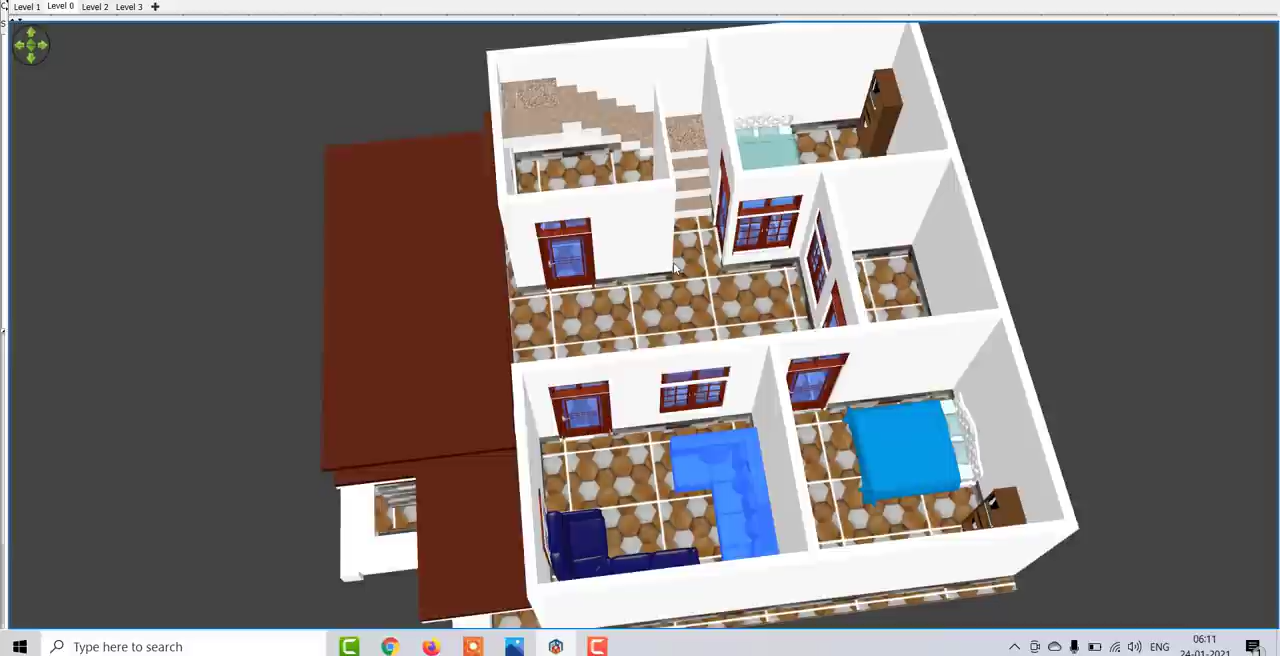 Level 1 Level 0 Level 2 Level 3
Type here to search
ENG
06:11
24-01-2021